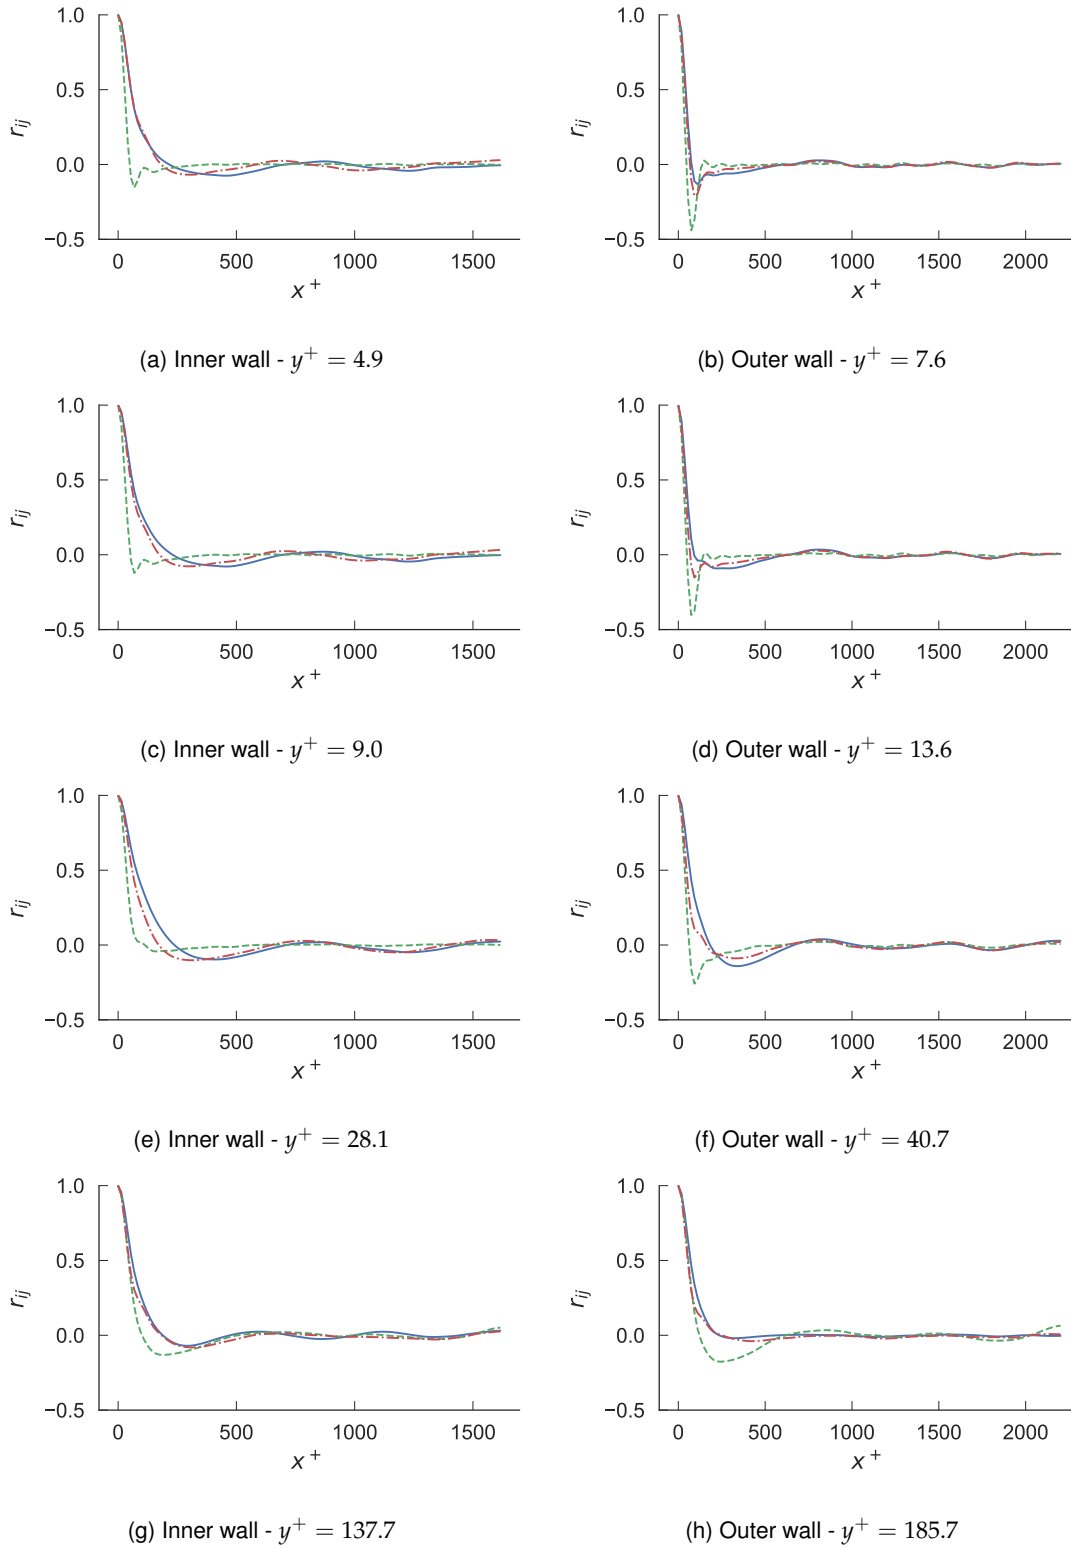 1.0
0.5
0.0
−0.5
r_ij
0 500 1000 1500
x^+
1.0
0.5
0.0
−0.5
r_ij
0 500 1000 1500 2000
x^+
(a) Inner wall - y^+ = 4.9
(b) Outer wall - y^+ = 7.6
1.0
0.5
0.0
−0.5
r_ij
0 500 1000 1500
x^+
1.0
0.5
0.0
−0.5
r_ij
0 500 1000 1500 2000
x^+
(c) Inner wall - y^+ = 9.0
(d) Outer wall - y^+ = 13.6
1.0
0.5
0.0
−0.5
r_ij
0 500 1000 1500
x^+
1.0
0.5
0.0
−0.5
r_ij
0 500 1000 1500 2000
x^+
(e) Inner wall - y^+ = 28.1
(f) Outer wall - y^+ = 40.7
1.0
0.5
0.0
−0.5
r_ij
0 500 1000 1500
x^+
1.0
0.5
0.0
−0.5
r_ij
0 500 1000 1500 2000
x^+
(g) Inner wall - y^+ = 137.7
(h) Outer wall - y^+ = 185.7